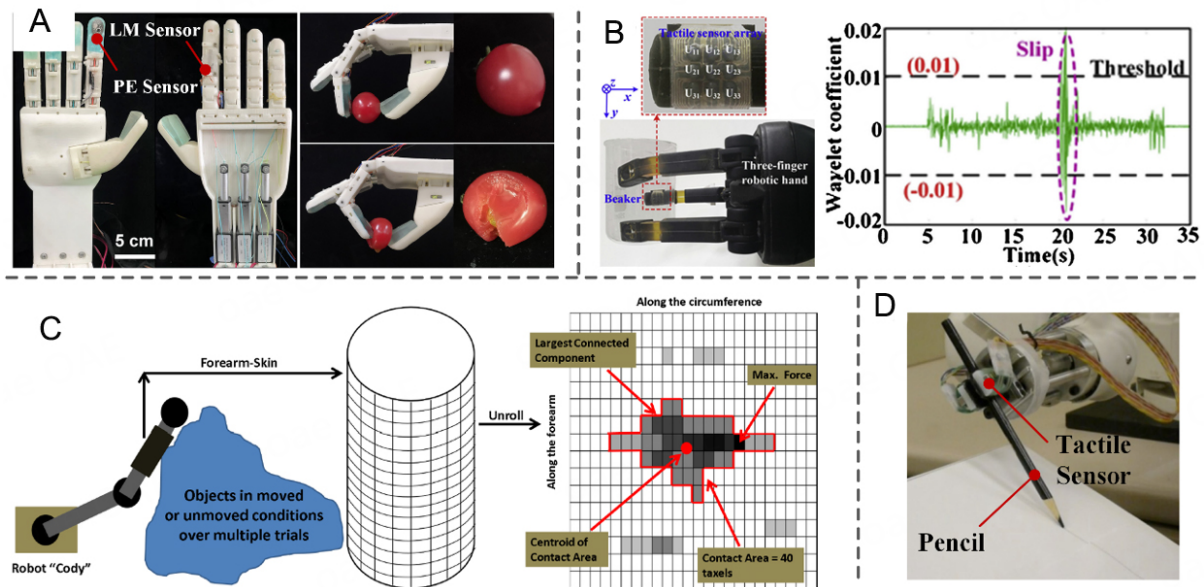 A
LM Sensor
PE Sensor
5 cm
B
Tactile sensor array
U11 U12 U13
U21 U22 U23
U31 U32 U33
z
x
y
Three-finger
robotic hand
Beaker
Wavelet coefficient
0.02
0.01
0
-0.01
-0.02
(0.01)
(-0.01)
Slip
Threshold
0 5 10 15 20 25 30 35
Time(s)
C
Forearm-Skin
Objects in moved
or unmoved conditions
over multiple trials
Robot "Cody"
Unroll
Along the circumference
Along the forearm
Largest Connected
Component
Max. Force
Centroid of
Contact Area
Contact Area = 40
taxels
D
Tactile
Sensor
Pencil